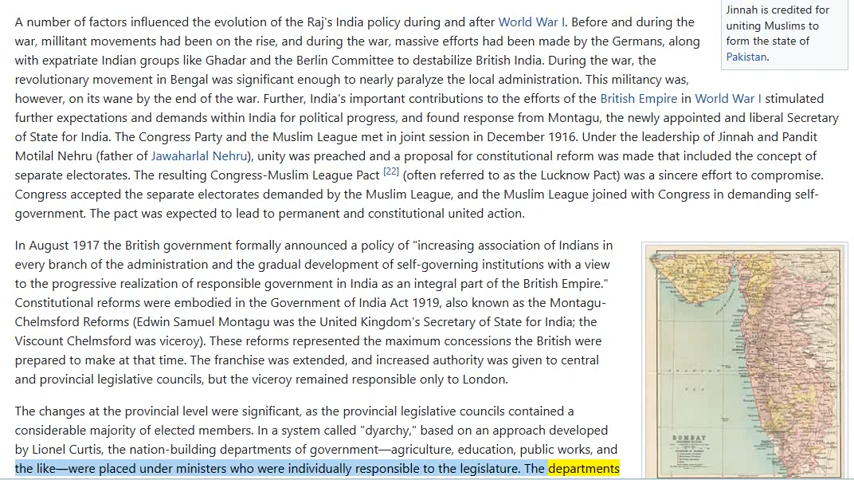 Jinnah is credited for
uniting Muslims to
form the state of
Pakistan.
A number of factors influenced the evolution of the Raj's India policy during and after World War I. Before and during the
war, millitant movements had been on the rise, and during the war, massive efforts had been made by the Germans, along
with expatriate Indian groups like Ghadar and the Berlin Committee to destabilize British India. During the war, the
revolutionary movement in Bengal was significant enough to nearly paralyze the local administration. This militancy was,
however, on its wane by the end of the war. Further, India's important contributions to the efforts of the British Empire in World War I stimulated
further expectations and demands within India for political progress, and found response from Montagu, the newly appointed and liberal Secretary
of State for India. The Congress Party and the Muslim League met in joint session in December 1916. Under the leadership of Jinnah and Pandit
Motilal Nehru (father of Jawaharlal Nehru), unity was preached and a proposal for constitutional reform was made that included the concept of
separate electorates. The resulting Congress-Muslim League Pact [22] (often referred to as the Lucknow Pact) was a sincere effort to compromise.
Congress accepted the separate electorates demanded by the Muslim League, and the Muslim League joined with Congress in demanding self-
government. The pact was expected to lead to permanent and constitutional united action.
In August 1917 the British government formally announced a policy of "increasing association of Indians in
every branch of the administration and the gradual development of self-governing institutions with a view
to the progressive realization of responsible government in India as an integral part of the British Empire."
Constitutional reforms were embodied in the Government of India Act 1919, also known as the Montagu-
Chelmsford Reforms (Edwin Samuel Montagu was the United Kingdom's Secretary of State for India; the
Viscount Chelmsford was viceroy). These reforms represented the maximum concessions the British were
prepared to make at that time. The franchise was extended, and increased authority was given to central
and provincial legislative councils, but the viceroy remained responsible only to London.
The changes at the provincial level were significant, as the provincial legislative councils contained a
considerable majority of elected members. In a system called "dyarchy," based on an approach developed
by Lionel Curtis, the nation-building departments of government—agriculture, education, public works, and
the like—were placed under ministers who were individually responsible to the legislature. The departments
BOMBAY